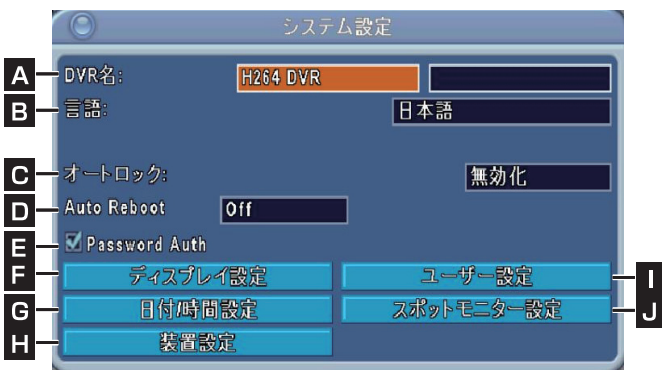 システム設定
A DVR名: H264 DVR
B 言語: 日本語
C オートロック: 無効化
D Auto Reboot Off
E Password Auth
F ディスプレイ設定 ユーザー設定 I
G 日付/時間設定 スポットモニター設定 J
H 装置設定